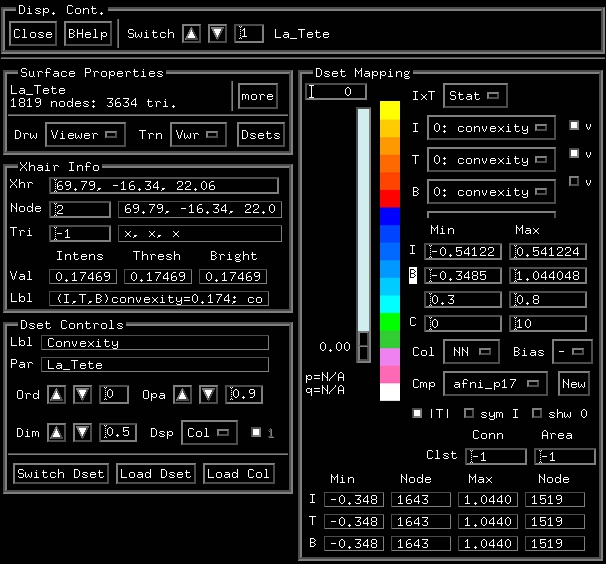 Disp. Cont.
Close BHelp Switch 1 La_Tete
Surface Properties
La_Tete
1819 nodes: 3634 tri.
more
Drw Viewer Trn Vwr Dsets
Xhair Info
Xhr 69.79, -16.34, 22.06
Node 2 69.79, -16.34, 22.0
Tri -1 x, x, x
Intens Thresh Bright
Val 0.17469 0.17469 0.17469
Lbl (I,T,B)convexity=0.174; co
Dset Controls
Lbl Convexity
Par La_Tete
Ord 0 Opa 0.9
Dim 0.5 Dsp Col 1
Switch Dset Load Dset Load Col
Dset Mapping
I 0
IxT Stat
I 0: convexity v
T 0: convexity v
B 0: convexity v
Min Max
I -0.54122 0.541224
B -0.3485 1.044048
0.3 0.8
C 0 10
0.00
Col NN Bias -
p=N/A
q=N/A
Cmp afni_p17 New
|T| sym I shw 0
Conn Area
Clst -1 -1
Min Node Max Node
I -0.348 1643 1.0440 1519
T -0.348 1643 1.0440 1519
B -0.348 1643 1.0440 1519